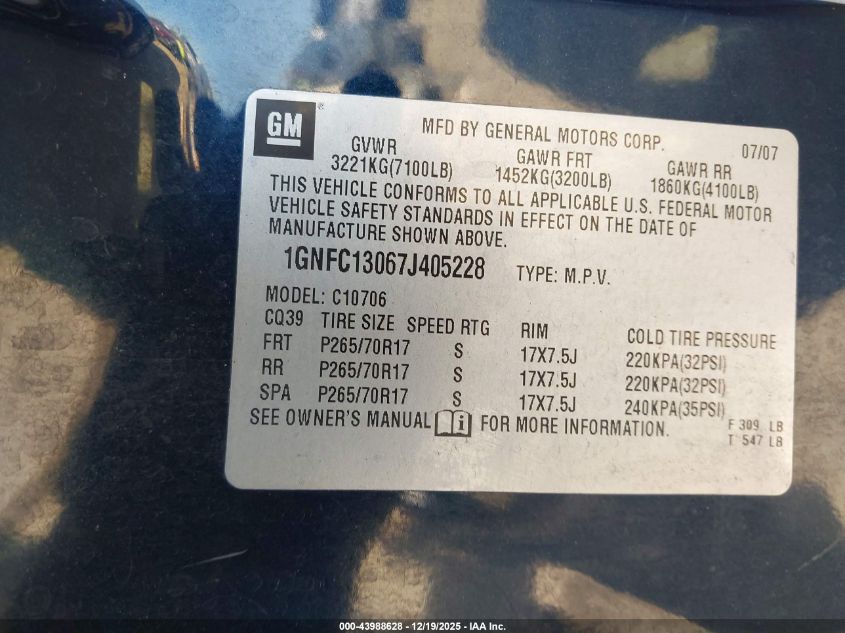 GM®
MFD BY GENERAL MOTORS CORP. 07/07
GVWR GAWR FRT GAWR RR
3221KG(7100LB) 1452KG(3200LB) 1860KG(4100LB)
THIS VEHICLE CONFORMS TO ALL APPLICABLE U.S. FEDERAL MOTOR
VEHICLE SAFETY STANDARDS IN EFFECT ON THE DATE OF
MANUFACTURE SHOWN ABOVE.
1GNFC13067J405228 TYPE: M.P.V.
MODEL: C10706
CQ39 TIRE SIZE SPEED RTG RIM COLD TIRE PRESSURE
FRT P265/70R17 S 17X7.5J 220KPA(32PSI)
RR P265/70R17 S 17X7.5J 220KPA(32PSI)
SPA P265/70R17 S 17X7.5J 240KPA(35PSI)
SEE OWNER'S MANUAL i FOR MORE INFORMATION.
F 309 LB
T 547 LB
000-43988628 - 12/19/2025 - IAA Inc.